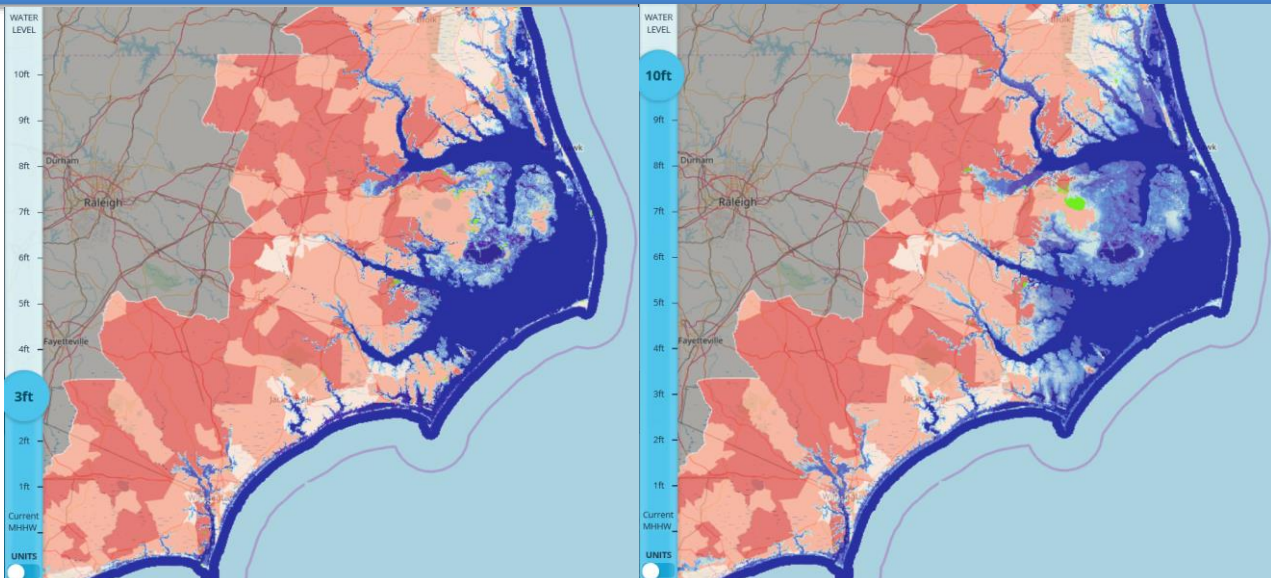 WATER
LEVEL
10ft
9ft
8ft
7ft
6ft
5ft
4ft
3ft
2ft
1ft
Current
MHHW
UNITS
Durham
Raleigh
Fayetteville
WATER
LEVEL
10ft
9ft
8ft
7ft
6ft
5ft
4ft
3ft
2ft
1ft
Current
MHHW
UNITS
Durham
Raleigh
Fayetteville